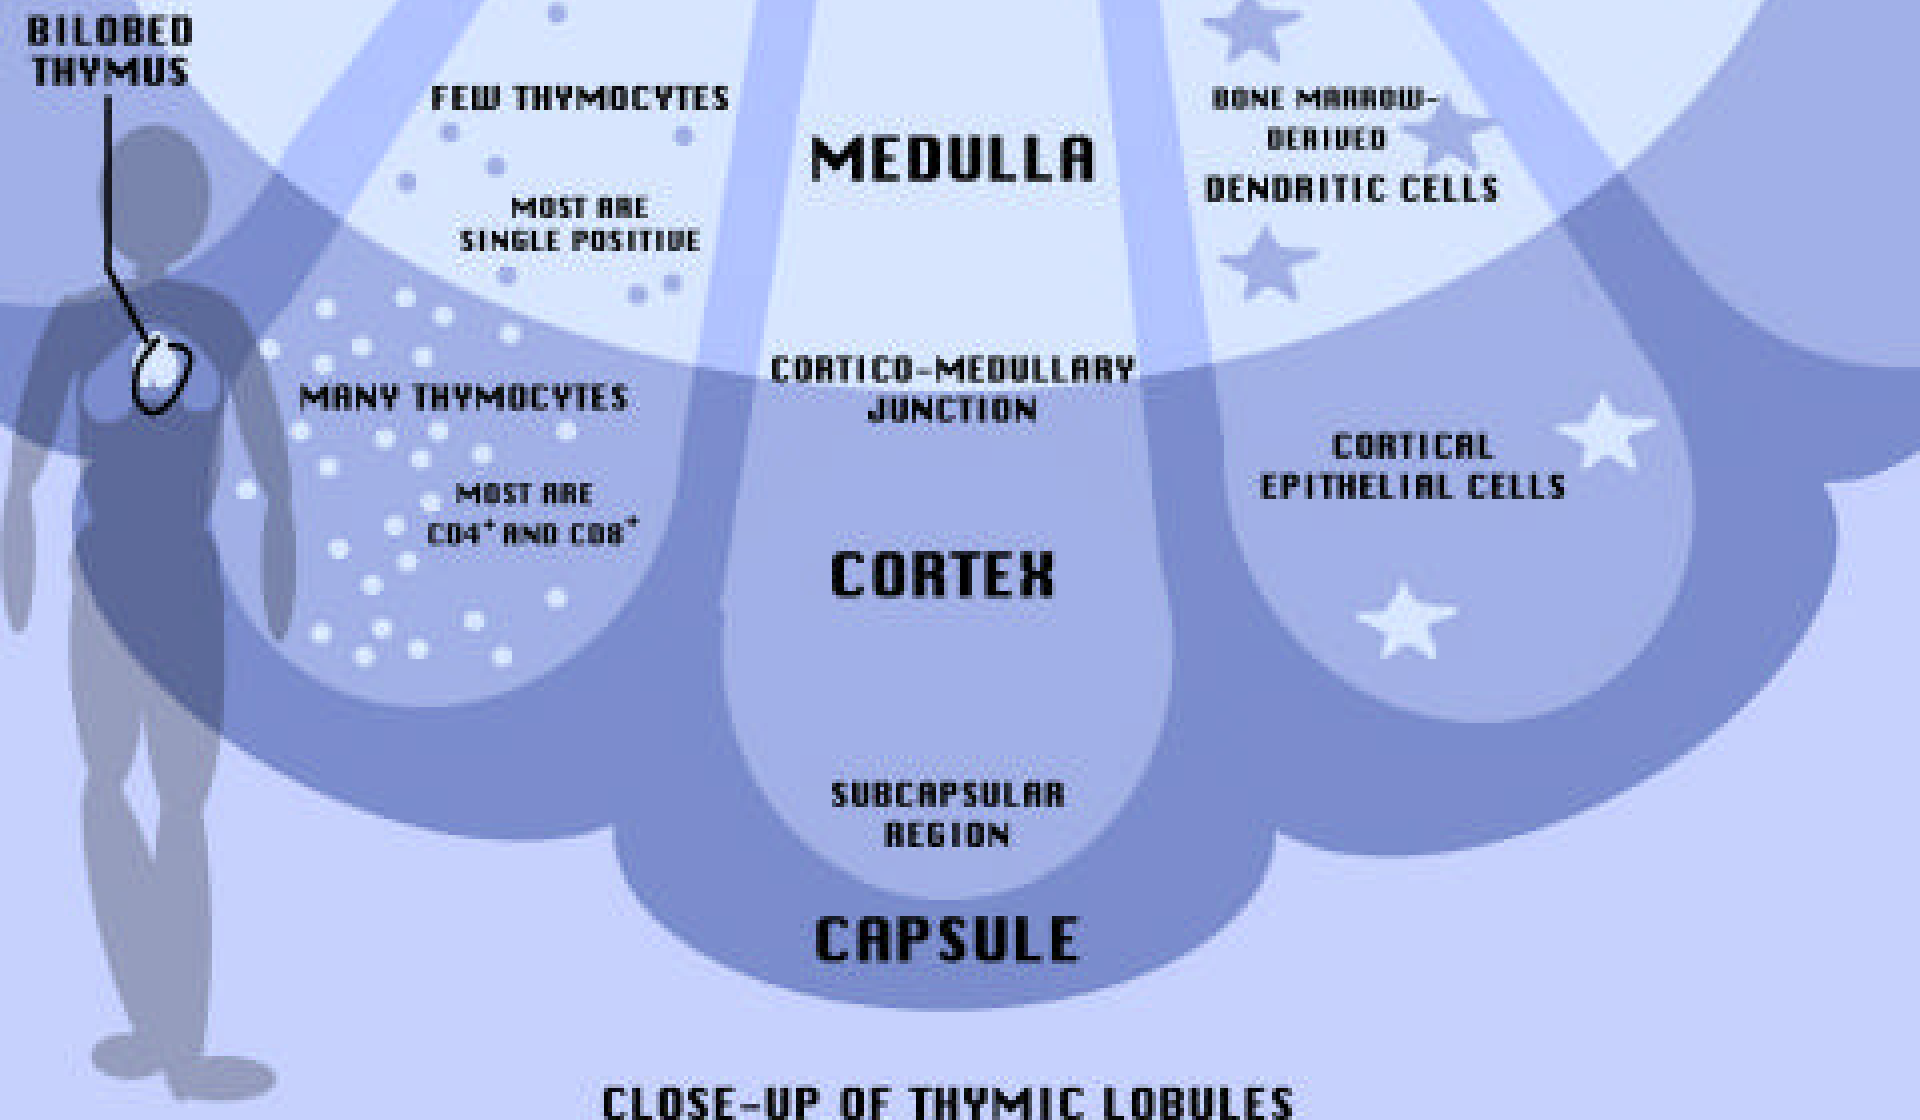 BILOBED
THYMUS
FEW THYMOCYTES
MOST ARE
SINGLE POSITIVE
MANY THYMOCYTES
MOST ARE
CD4⁺ AND CD8⁺
MEDULLA
CORTICO-MEDULLARY
JUNCTION
CORTEX
SUBCAPSULAR
REGION
CAPSULE
BONE MARROW-
DERIVED
DENDRITIC CELLS
CORTICAL
EPITHELIAL CELLS
CLOSE-UP OF THYMIC LOBULES